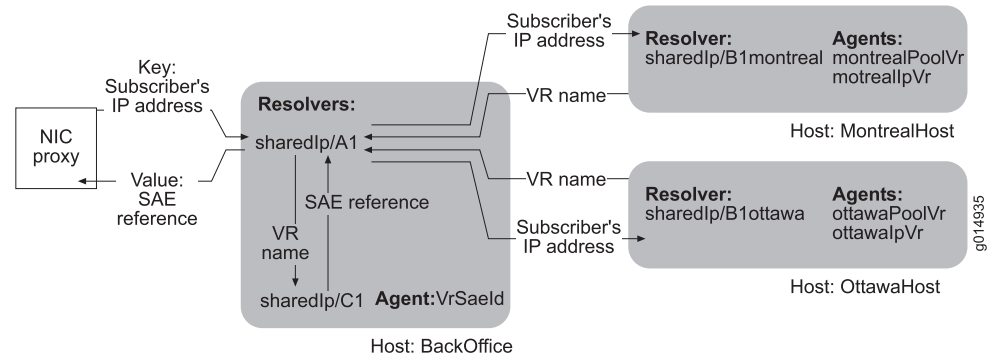 Key:
Subscriber's
IP address
NIC
proxy
Value:
SAE
reference
Resolvers:
sharedIp/A1
SAE reference
VR
name
sharedIp/C1 Agent:VrSaeId
Host: BackOffice
Subscriber's
IP address
VR name
VR name
Subscriber's
IP address
Resolver: Agents:
sharedIp/B1montreal montrealPoolVr
motrealIpVr
Host: MontrealHost
Resolver: Agents:
sharedIp/B1ottawa ottawaPoolVr
ottawaIpVr
Host: OttawaHost
g014935